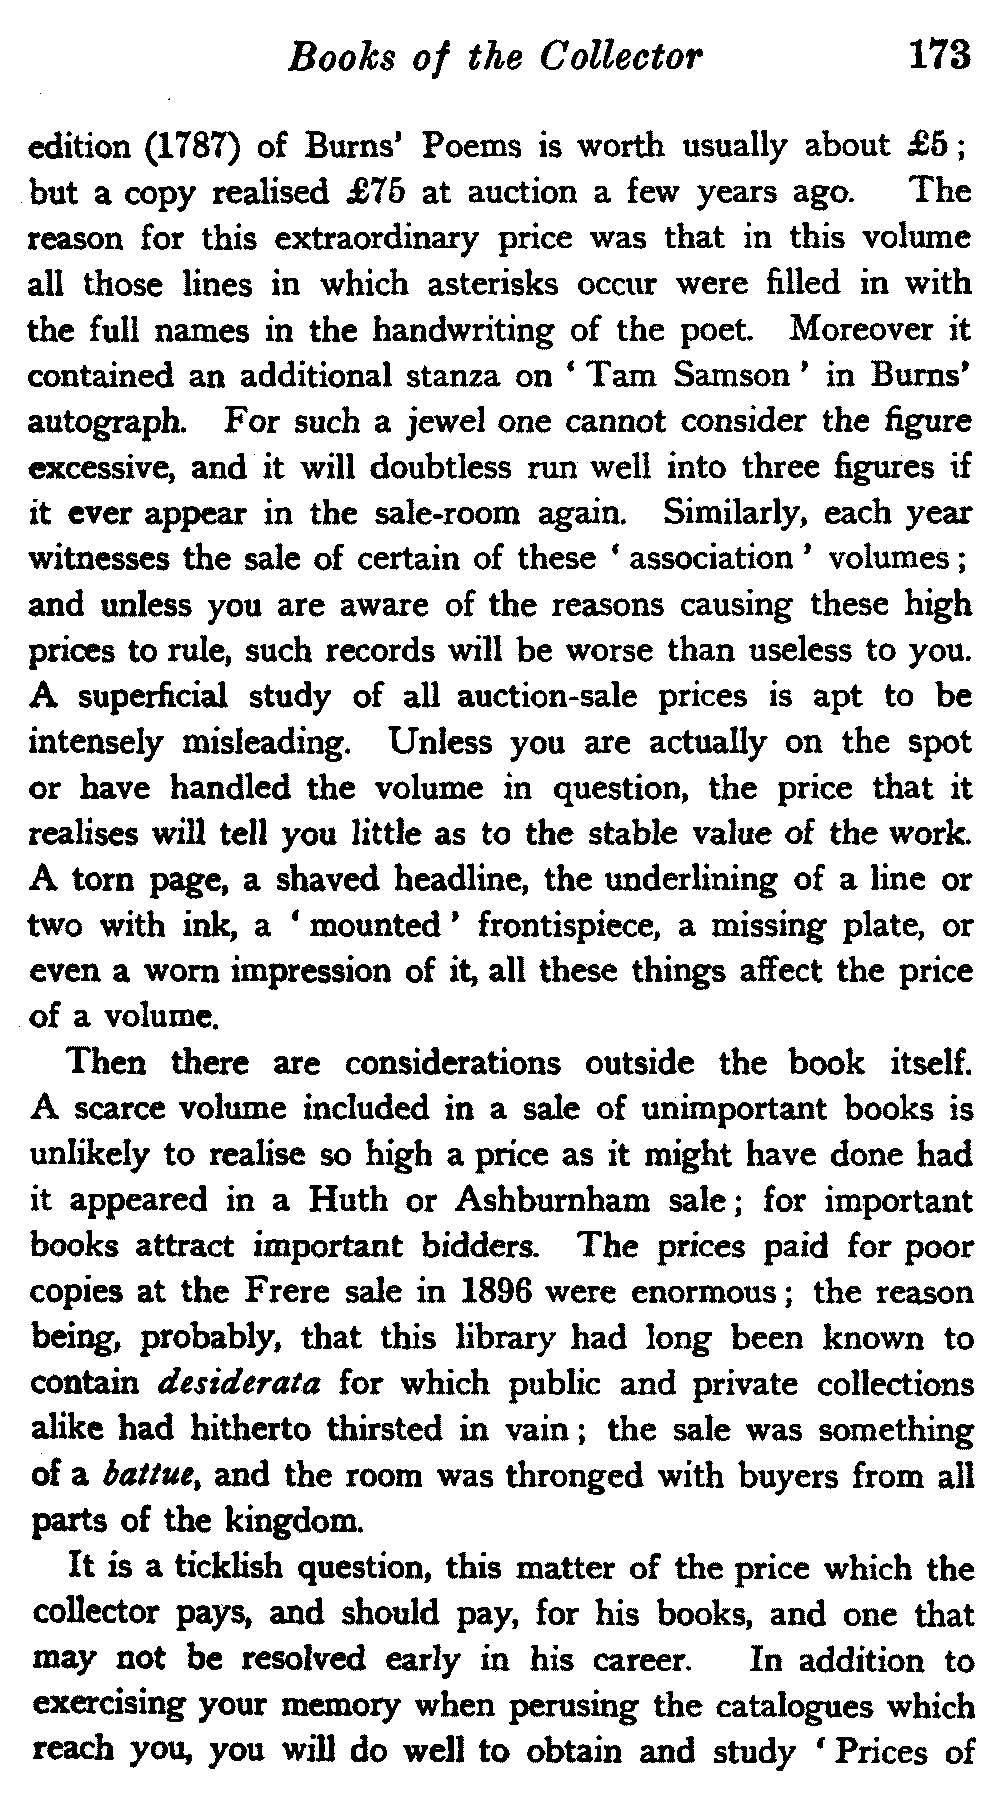 Books of the Collector 173
edition (1787) of Burns' Poems is worth usually about £5;
but a copy realised £75 at auction a few years ago. The
reason for this extraordinary price was that in this volume
all those lines in which asterisks occur were filled in with
the full names in the handwriting of the poet. Moreover it
contained an additional stanza on ‘ Tam Samson ’ in Burns'
autograph. For such a jewel one cannot consider the figure
excessive, and it will doubtless run well into three figures if
it ever appear in the sale-room again. Similarly, each year
witnesses the sale of certain of these ‘ association ’ volumes;
and unless you are aware of the reasons causing these high
prices to rule, such records will be worse than useless to you.
A superficial study of all auction-sale prices is apt to be
intensely misleading. Unless you are actually on the spot
or have handled the volume in question, the price that it
realises will tell you little as to the stable value of the work.
A torn page, a shaved headline, the underlining of a line or
two with ink, a ‘ mounted ’ frontispiece, a missing plate, or
even a worn impression of it, all these things affect the price
of a volume.
Then there are considerations outside the book itself.
A scarce volume included in a sale of unimportant books is
unlikely to realise so high a price as it might have done had
it appeared in a Huth or Ashburnham sale; for important
books attract important bidders. The prices paid for poor
copies at the Frere sale in 1896 were enormous; the reason
being, probably, that this library had long been known to
contain desiderata for which public and private collections
alike had hitherto thirsted in vain; the sale was something
of a battue, and the room was thronged with buyers from all
parts of the kingdom.
It is a ticklish question, this matter of the price which the
collector pays, and should pay, for his books, and one that
may not be resolved early in his career. In addition to
exercising your memory when perusing the catalogues which
reach you, you will do well to obtain and study ‘ Prices of